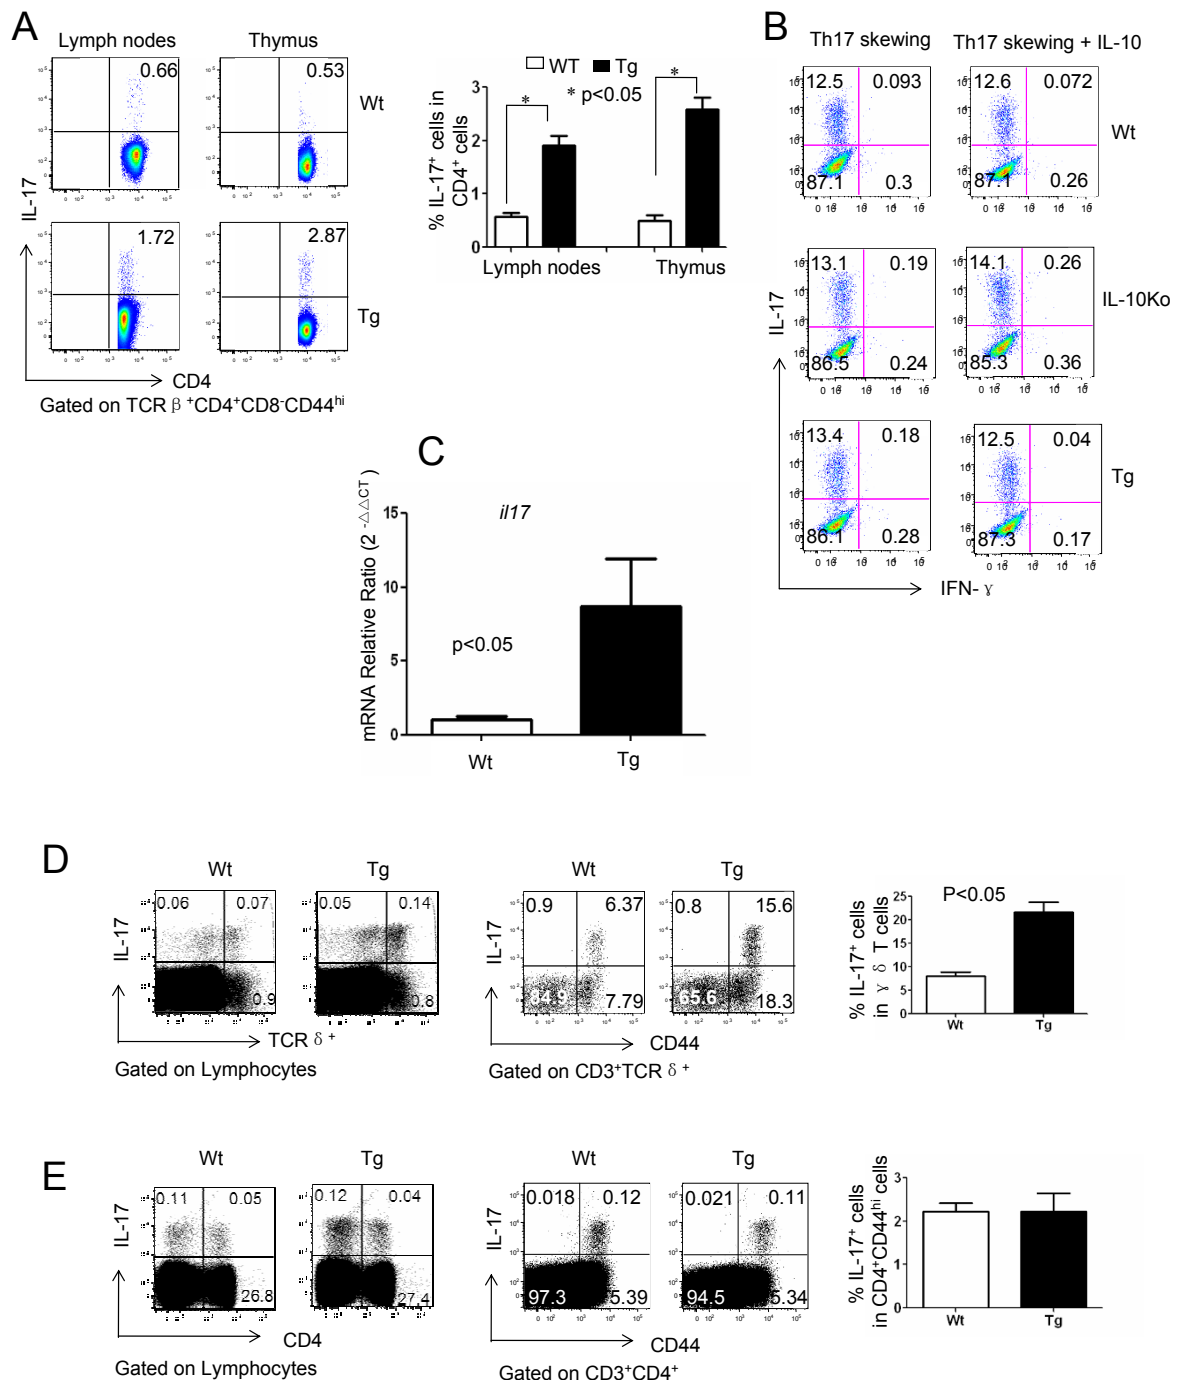 A
Lymph nodes
Thymus
0.66
0.53
Wt
1.72
2.87
Tg
IL-17
CD4
Gated on TCR β +CD4+CD8-CD44hi
WT Tg
* p<0.05
*
*
% IL-17+ cells in
CD4+ cells
3
2
1
0
Lymph nodes
Thymus
B
Th17 skewing
Th17 skewing + IL-10
12.5 0.093
87.1 0.3
12.6 0.072
87.1 0.26
Wt
13.1 0.19
86.5 0.24
14.1 0.26
85.3 0.36
IL-10Ko
13.4 0.18
86.1 0.28
12.5 0.04
87.3 0.17
Tg
IL-17
IFN- γ
C
mRNA Relative Ratio (2 -△△CT )
il17
15
10
5
0
p<0.05
Wt
Tg
D
Wt
Tg
0.06 0.07
0.9
0.05 0.14
0.8
IL-17
TCR δ +
Gated on Lymphocytes
Wt
Tg
0.9 6.37
7.79
0.8 15.6
65.6 18.3
IL-17
CD44
Gated on CD3+TCR δ +
P<0.05
% IL-17+ cells
in γ δ T cells
25
20
15
10
5
0
Wt
Tg
E
Wt
Tg
0.11 0.05
26.8
0.12 0.04
27.4
IL-17
CD4
Gated on Lymphocytes
Wt
Tg
0.018 0.12
97.3 5.39
0.021 0.11
94.5 5.34
IL-17
CD44
Gated on CD3+CD4+
% IL-17+ cells
in CD4+CD44hi cells
3
2
1
0
Wt
Tg